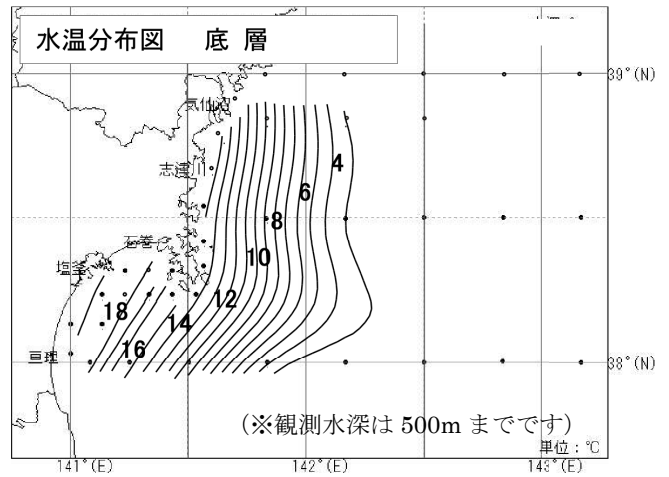 水温分布図 底 層
39°(N)
気仙沼
4
志津川
6
8
石巻
10
塩釜
12
18
14
16
亘理
38°(N)
(※観測水深は 500m までです)
単位:℃
141°(E)
142°(E)
143°(E)